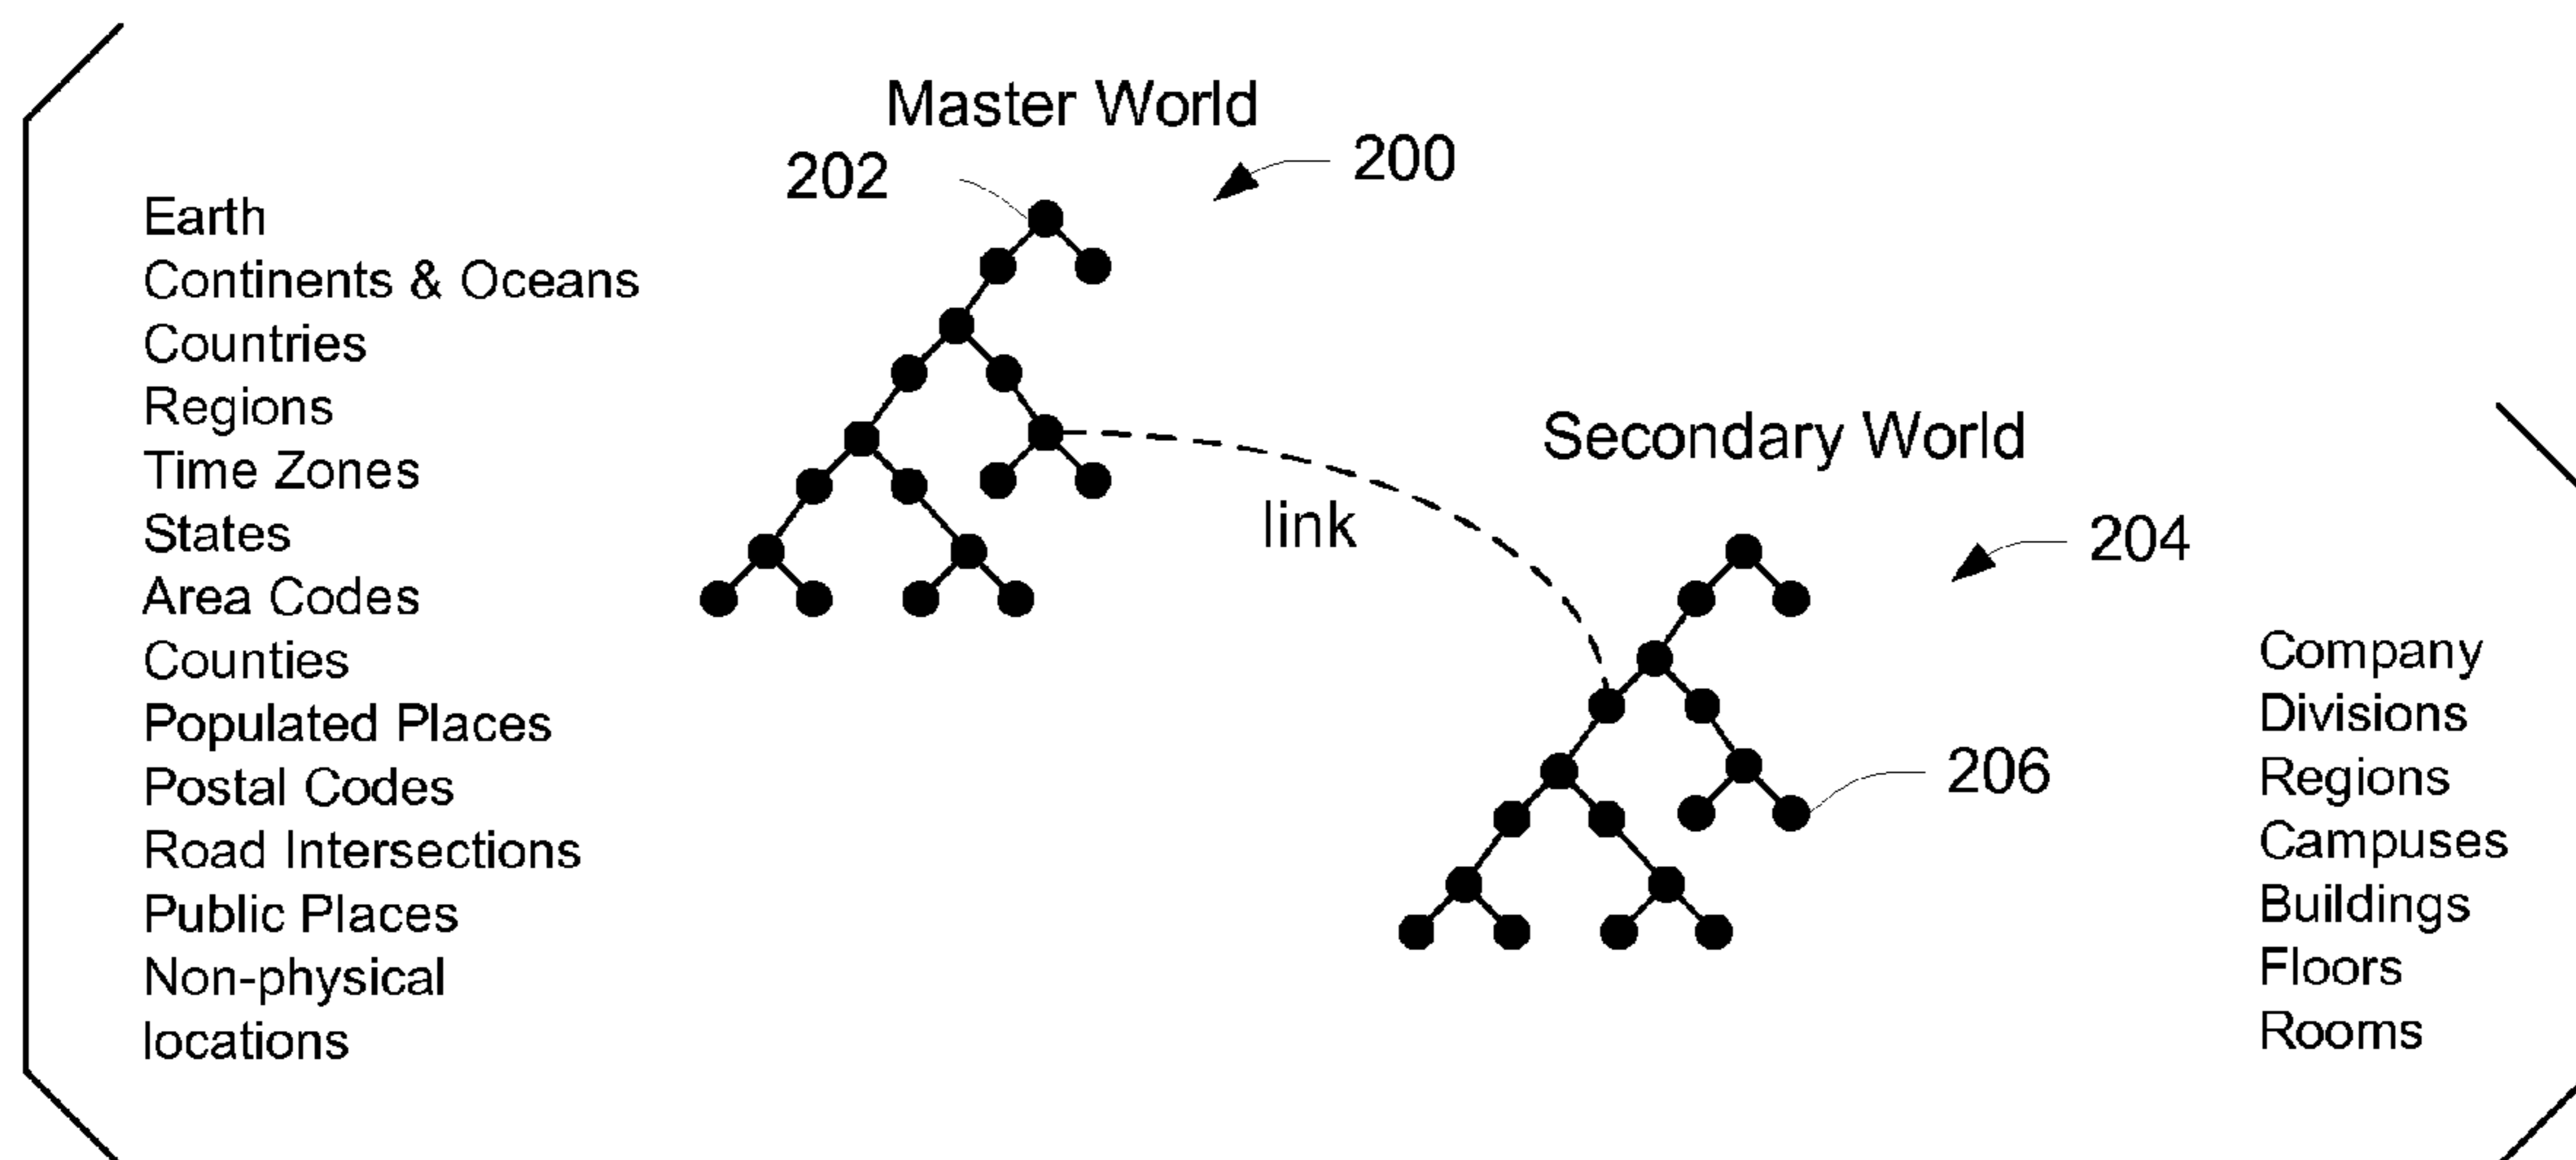 Master World
202
200
Earth
Continents & Oceans
Countries
Regions
Time Zones
States
Area Codes
Counties
Populated Places
Postal Codes
Road Intersections
Public Places
Non-physical
locations
link
Secondary World
204
206
Company
Divisions
Regions
Campuses
Buildings
Floors
Rooms